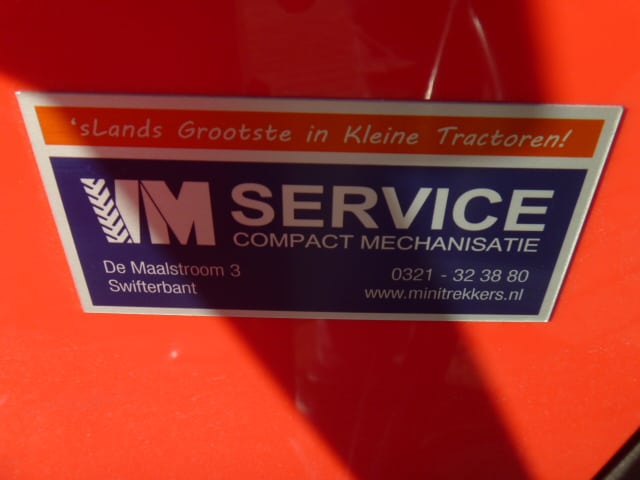 'sLands Grootste in Kleine Tractoren!
VM SERVICE
COMPACT MECHANISATIE
De Maalstroom 3
0321 - 32 38 80
Swifterbant
www.minitrekkers.nl